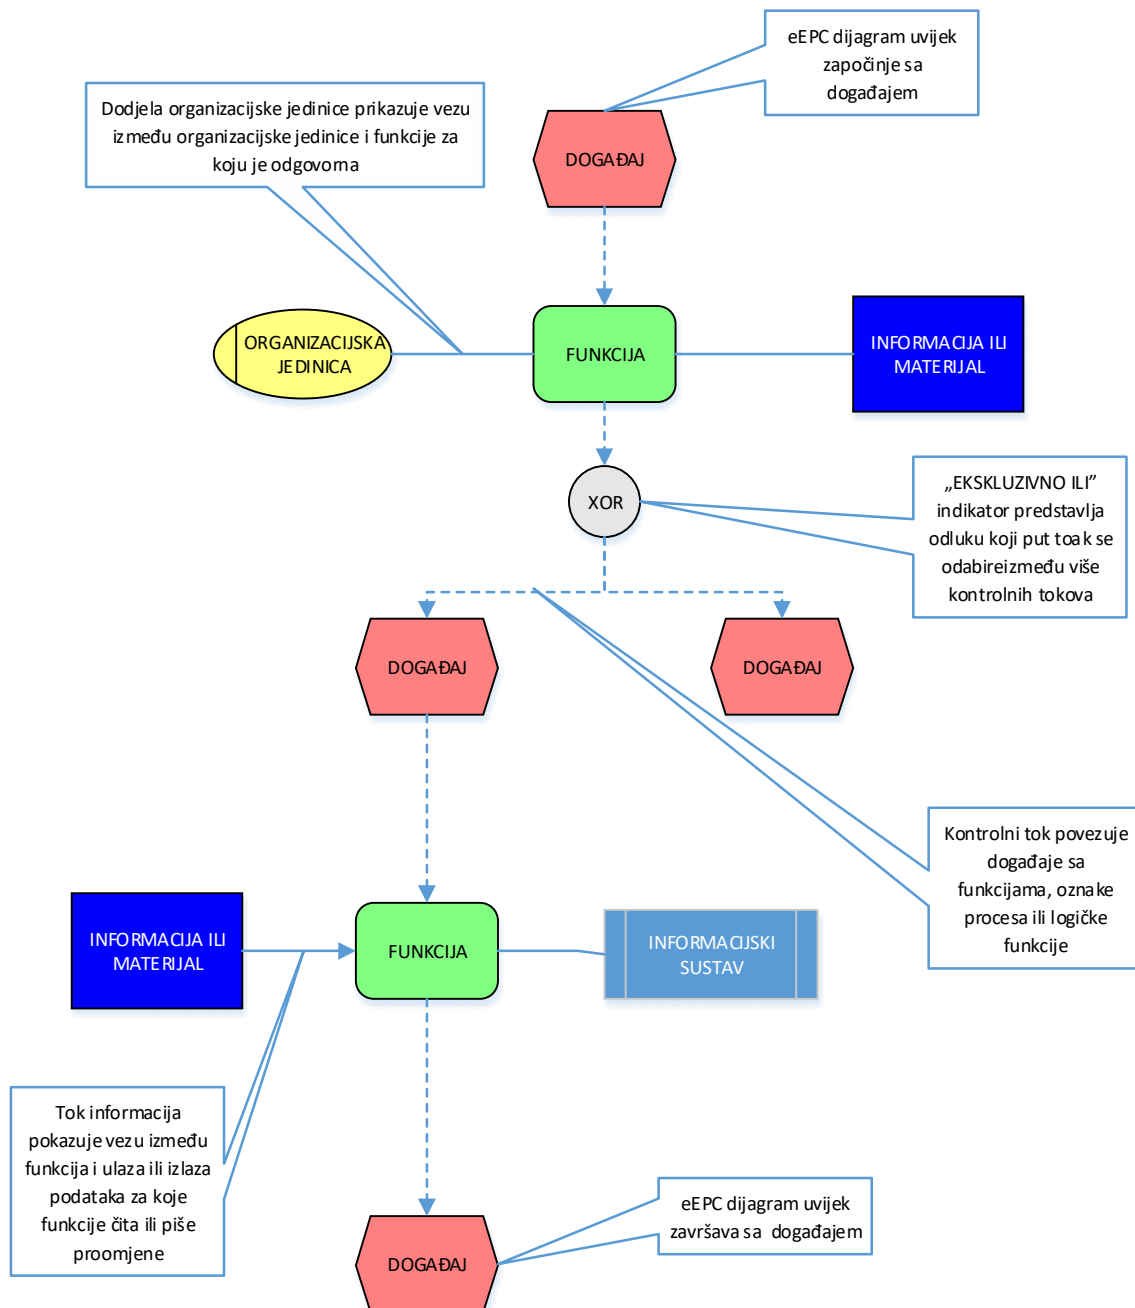 eEPC dijagram uvijek
započinje sa
događajem
Dodjela organizacijske jedinice prikazuje vezu
između organizacijske jedinice i funkcije za
koju je odgovorna
DOGAĐAJ
ORGANIZACIJSKA
JEDINICA
FUNKCIJA
INFORMACIJA ILI
MATERIJAL
XOR
„EKSKLUZIVNO ILI”
indikator predstavlja
odluku koji put toak se
odabireizmeđu više
kontrolnih tokova
DOGAĐAJ
DOGAĐAJ
Kontrolni tok povezuje
događaje sa
funkcijama, oznake
procesa ili logičke
funkcije
INFORMACIJA ILI
MATERIJAL
FUNKCIJA
INFORMACIJSKI
SUSTAV
Tok informacija
pokazuje vezu između
funkcija i ulaza ili izlaza
podataka za koje
funkcije čita ili piše
proomjene
eEPC dijagram uvijek
završava sa događajem
DOGAĐAJ